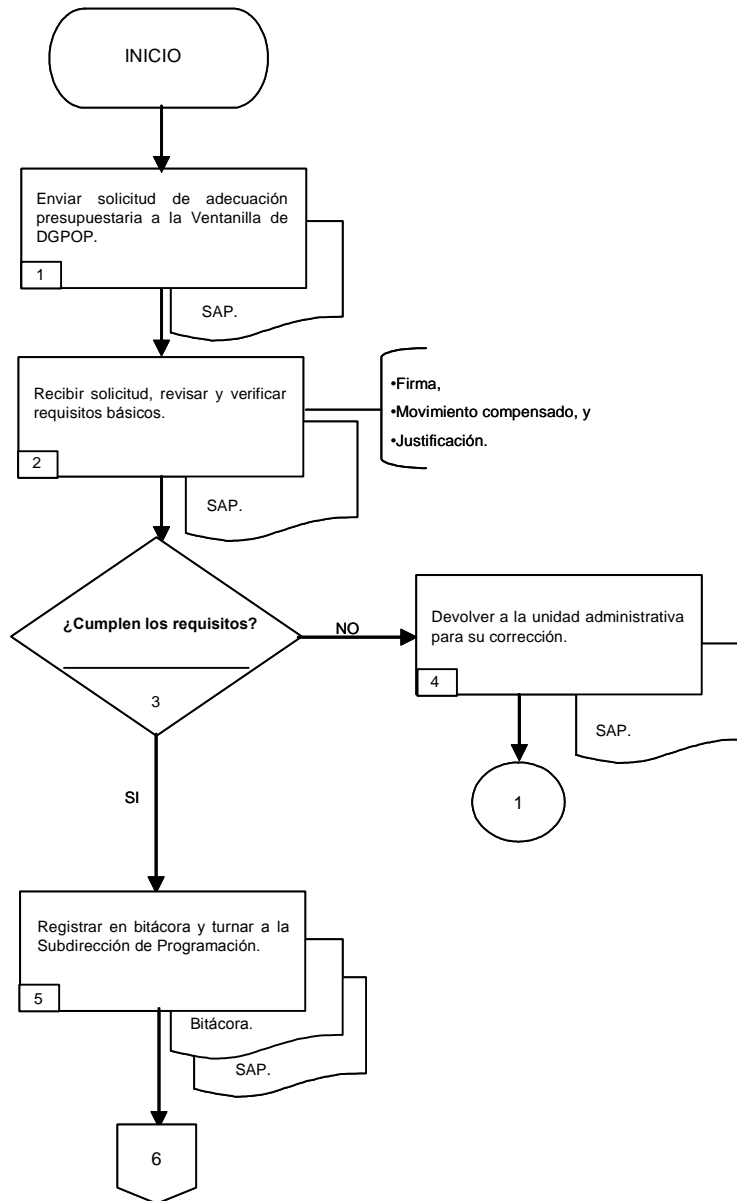 INICIO
Enviar solicitud de adecuación
presupuestaria a la Ventanilla de
DGPOP.
1
SAP.
Recibir solicitud, revisar y verificar
requisitos básicos.
2
SAP.
•Firma,
•Movimiento compensado, y
•Justificación.
¿Cumplen los requisitos?
3
NO
Devolver a la unidad administrativa
para su corrección.
4
SAP.
1
SI
Registrar en bitácora y turnar a la
Subdirección de Programación.
5
Bitácora.
SAP.
6